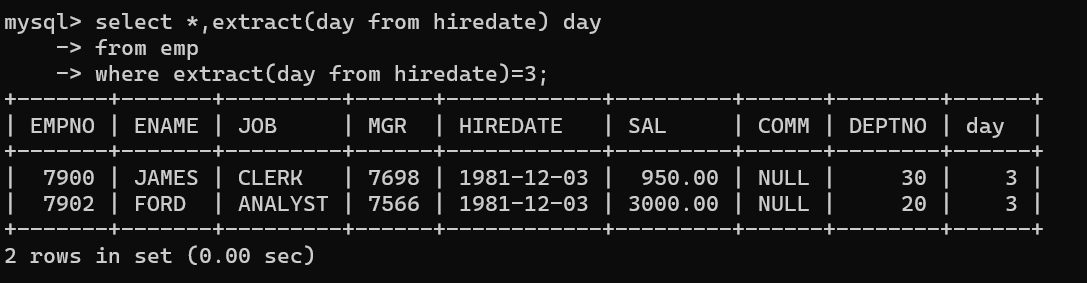 mysql> select *,extract(day from hiredate) day
    -> from emp
    -> where extract(day from hiredate)=3;
+-------+-------+---------+------+------------+---------+------+--------+------+
| EMPNO | ENAME | JOB     | MGR  | HIREDATE   | SAL     | COMM | DEPTNO | day  |
+-------+-------+---------+------+------------+---------+------+--------+------+
|  7900 | JAMES | CLERK   | 7698 | 1981-12-03 |  950.00 | NULL |     30 |    3 |
|  7902 | FORD  | ANALYST | 7566 | 1981-12-03 | 3000.00 | NULL |     20 |    3 |
+-------+-------+---------+------+------------+---------+------+--------+------+
2 rows in set (0.00 sec)